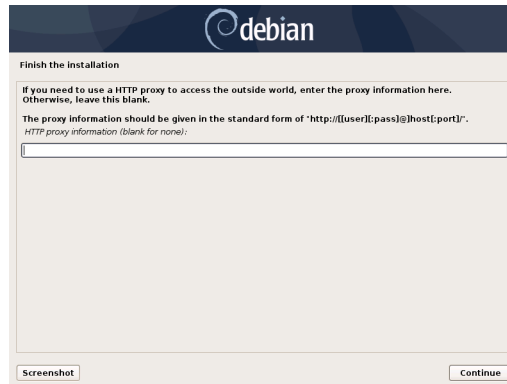 debian
Finish the installation
If you need to use a HTTP proxy to access the outside world, enter the proxy information here.
Otherwise, leave this blank.
The proxy information should be given in the standard form of "http://[[user][:pass]@]host[:port]/".
HTTP proxy information (blank for none):
Screenshot
Continue